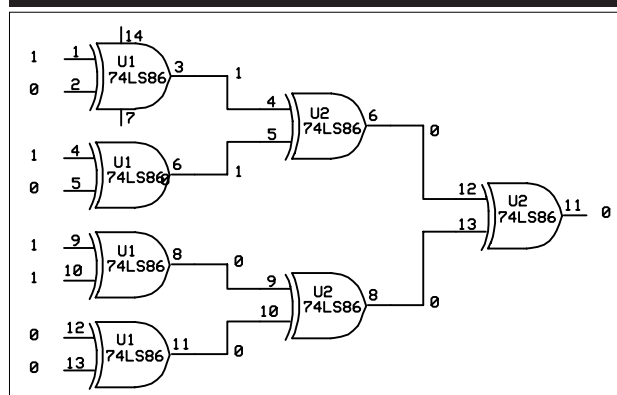 14
1 1 U1 3 1
0 2 74LS86
7
4 U2 6 0
5 74LS86
1 4 U1 6 1
0 5 74LS860
12 U2 11 0
13 74LS86
1 9 U1 8 0
1 10 74LS86
9 U2 8 0
10 74LS86
0 12 U1 11 0
0 13 74LS86